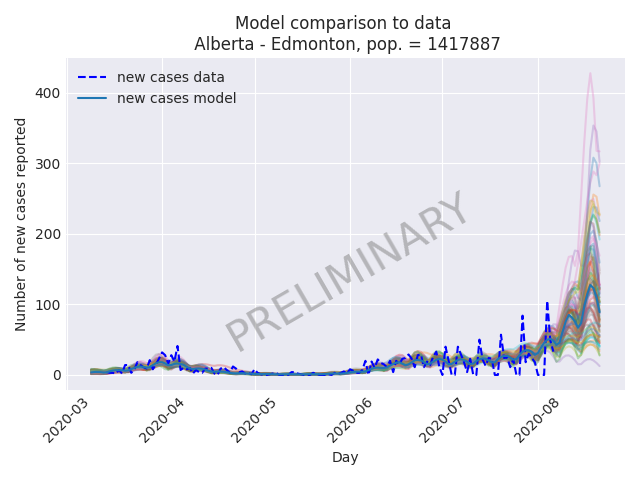 Model comparison to data
Alberta - Edmonton, pop. = 1417887
new cases data
new cases model
PRELIMINARY
Number of new cases reported
400
300
200
100
0
2020-03
2020-04
2020-05
2020-06
2020-07
2020-08
Day